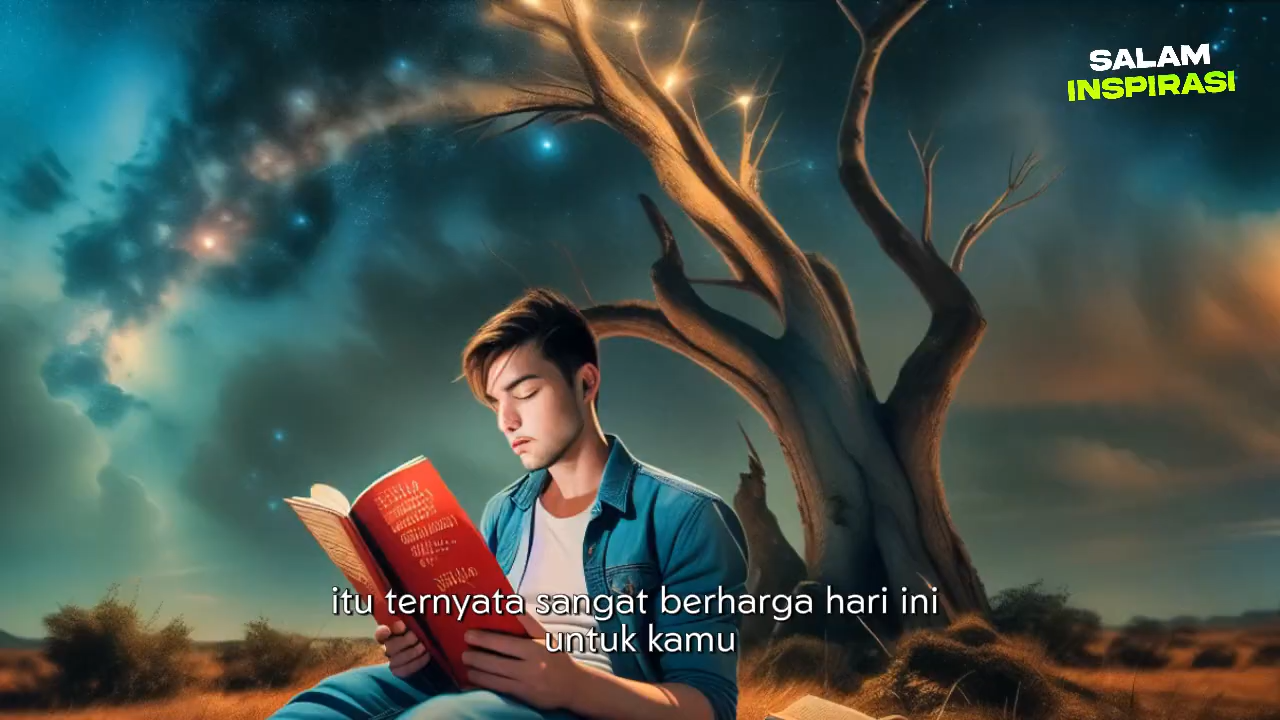 SALAM
INSPIRASI
itu ternyata sangat berharga hari ini
untuk kamu